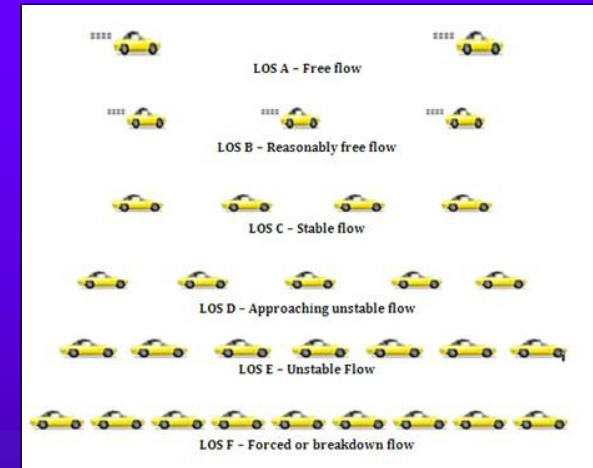 LOS A – Free flow
LOS B – Reasonably free flow
LOS C – Stable flow
LOS D – Approaching unstable flow
LOS E – Unstable Flow
LOS F – Forced or breakdown flow